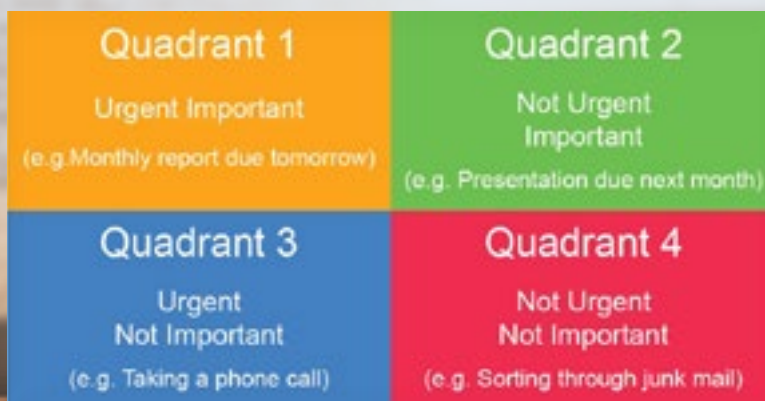 Quadrant 1
Urgent Important
(e.g.Monthly report due tomorrow)
Quadrant 2
Not Urgent
Important
(e.g. Presentation due next month)
Quadrant 3
Urgent
Not Important
(e.g. Taking a phone call)
Quadrant 4
Not Urgent
Not Important
(e.g. Sorting through junk mail)